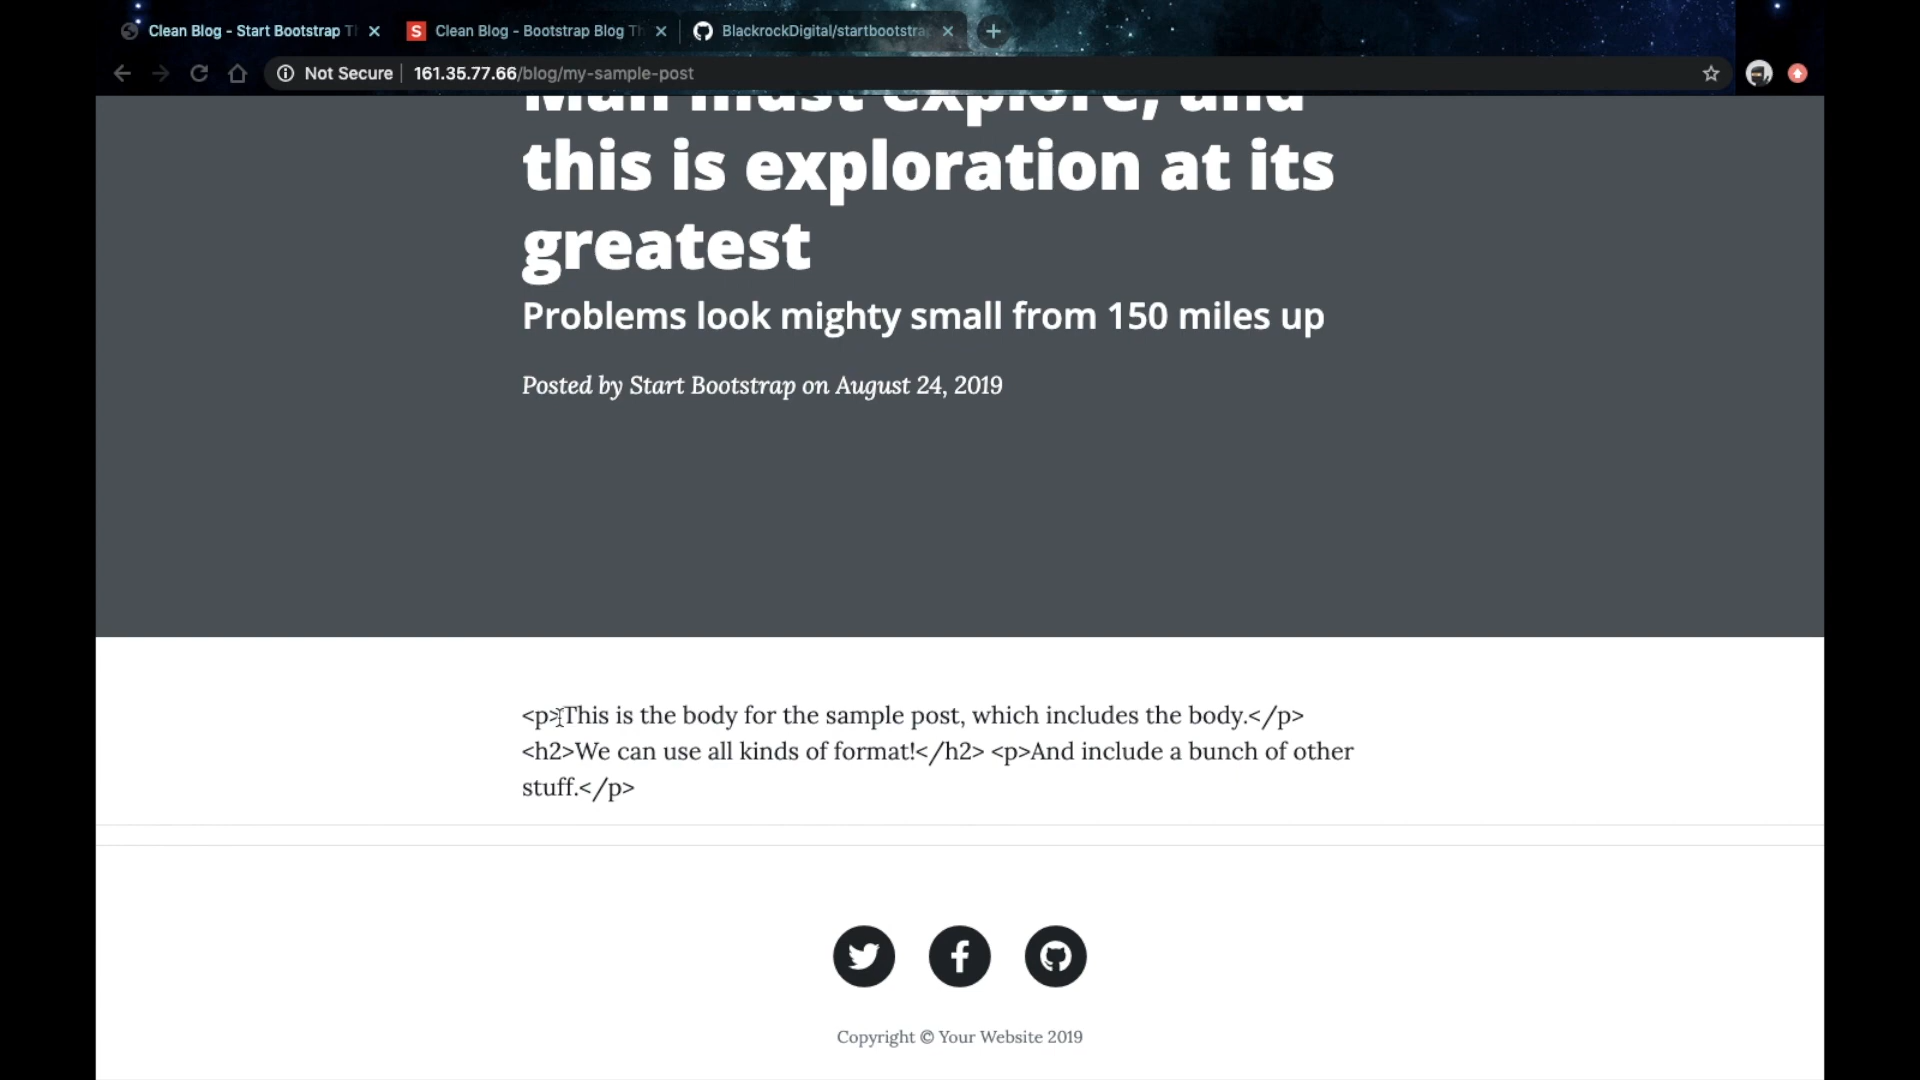 Clean Blog - Start Bootstrap Tl
S Clean Blog - Bootstrap Blog Th
BlackrockDigital/startbootstrap
Not Secure 161.35.77.66/blog/my-sample-post
Man must explore, and
this is exploration at its
greatest
Problems look mighty small from 150 miles up
Posted by Start Bootstrap on August 24, 2019
<p>This is the body for the sample post, which includes the body.</p>
<h2>We can use all kinds of format!</h2> <p>And include a bunch of other
stuff.</p>
Copyright © Your Website 2019